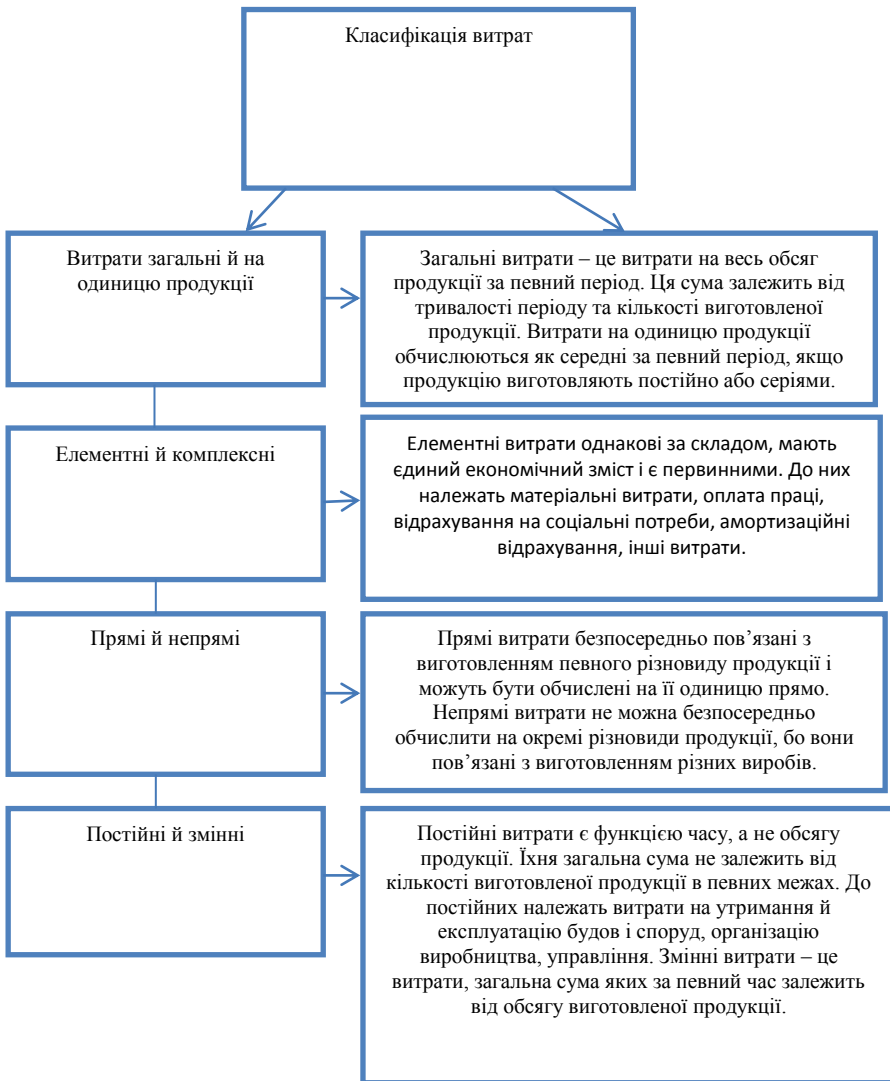 Класифікація витрат
Витрати загальні й на
одиницю продукції
Загальні витрати – це витрати на весь обсяг
продукції за певний період. Ця сума залежить від
тривалості періоду та кількості виготовленої
продукції. Витрати на одиницю продукції
обчислюються як середні за певний період, якщо
продукцію виготовляють постійно або серіями.
Елементні й комплексні
Елементні витрати однакові за складом, мають
єдиний економічний зміст і є первинними. До них
належать матеріальні витрати, оплата праці,
відрахування на соціальні потреби, амортизаційні
відрахування, інші витрати.
Прямі й непрямі
Прямі витрати безпосередньо пов’язані з
виготовленням певного різновиду продукції і
можуть бути обчислені на її одиницю прямо.
Непрямі витрати не можна безпосередньо
обчислити на окремі різновиди продукції, бо вони
пов’язані з виготовленням різних виробів.
Постійні й змінні
Постійні витрати є функцією часу, а не обсягу
продукції. Їхня загальна сума не залежить від
кількості виготовленої продукції в певних межах. До
постійних належать витрати на утримання й
експлуатацію будов і споруд, організацію
виробництва, управління. Змінні витрати – це
витрати, загальна сума яких за певний час залежить
від обсягу виготовленої продукції.